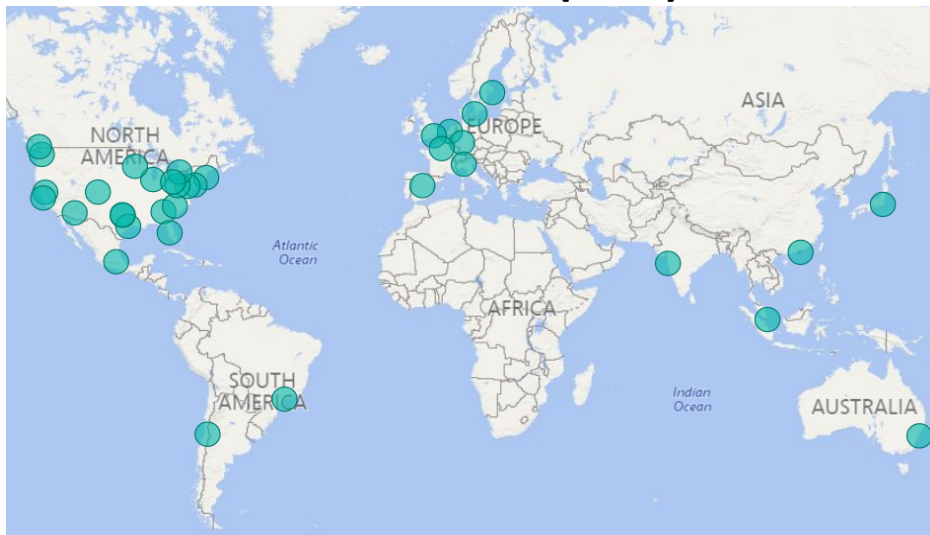 ASIA
NORTH
AMERICA
EUROPE
Atlantic
Ocean
AFRICA
SOUTH
AMERICA
Indian
Ocean
AUSTRALIA